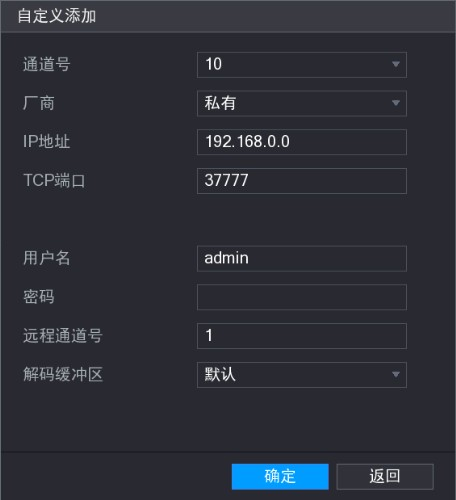 自定义添加
通道号 10
厂商 私有
IP地址 192.168.0.0
TCP端口 37777
用户名 admin
密码
远程通道号 1
解码缓冲区 默认
确定 返回